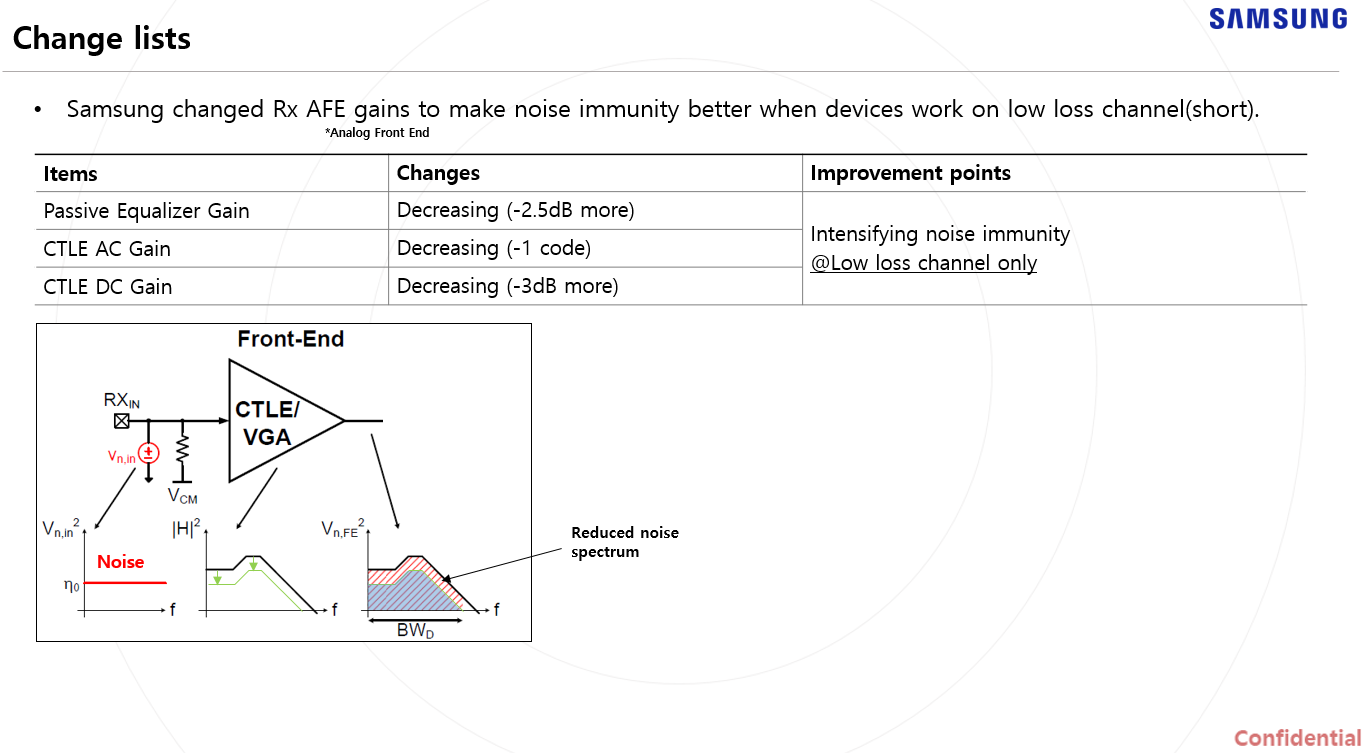 SAMSUNG
Change lists
• Samsung changed Rx AFE gains to make noise immunity better when devices work on low loss channel(short).
*Analog Front End
Items Changes Improvement points
Passive Equalizer Gain Decreasing (-2.5dB more)
CTLE AC Gain Decreasing (-1 code)
CTLE DC Gain Decreasing (-3dB more)
Intensifying noise immunity
@Low loss channel only
Front-End
RXIN
CTLE/
VGA
Vn,in
VCM
Vn,in2
|H|2
Vn,FE2
Noise
η0
f
f
f
BWD
Reduced noise
spectrum
Confidential